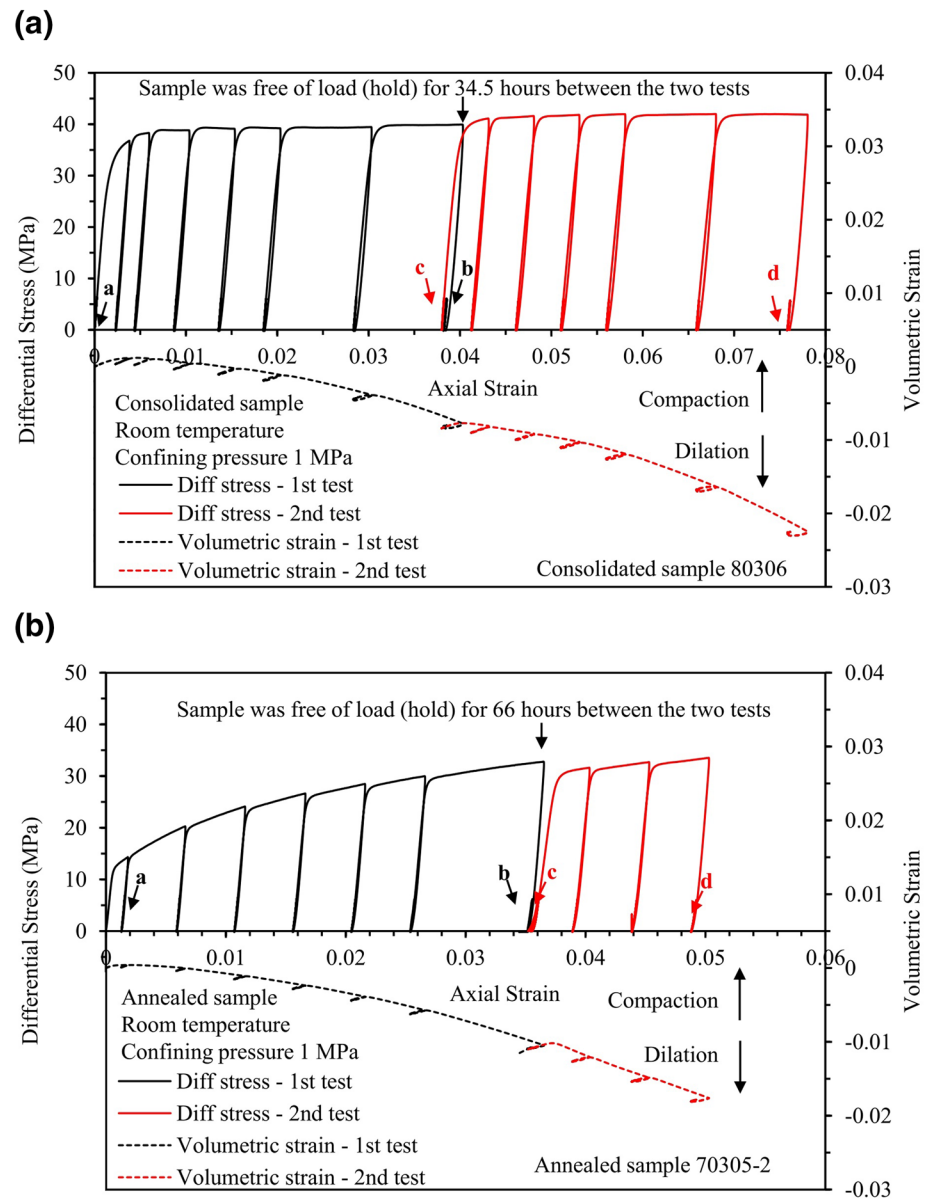 (a)
Sample was free of load (hold) for 34.5 hours between the two tests
50
40
30
20
10
0
Differential Stress (MPa)
0.04
0.03
0.02
0.01
0
-0.01
-0.02
-0.03
Volumetric Strain
a
c
b
d
0
0.01
0.02
0.03
0.04
0.05
0.06
0.07
0.08
Axial Strain
Compaction
Dilation
Consolidated sample
Room temperature
Confining pressure 1 MPa
Diff stress - 1st test
Diff stress - 2nd test
Volumetric strain - 1st test
Volumetric strain - 2nd test
Consolidated sample 80306
(b)
Sample was free of load (hold) for 66 hours between the two tests
50
40
30
20
10
0
Differential Stress (MPa)
0.04
0.03
0.02
0.01
0
-0.01
-0.02
-0.03
Volumetric Strain
a
b
c
d
0
0.01
0.02
0.03
0.04
0.05
0.06
Axial Strain
Compaction
Dilation
Annealed sample
Room temperature
Confining pressure 1 MPa
Diff stress - 1st test
Diff stress - 2nd test
Volumetric strain - 1st test
Volumetric strain - 2nd test
Annealed sample 70305-2